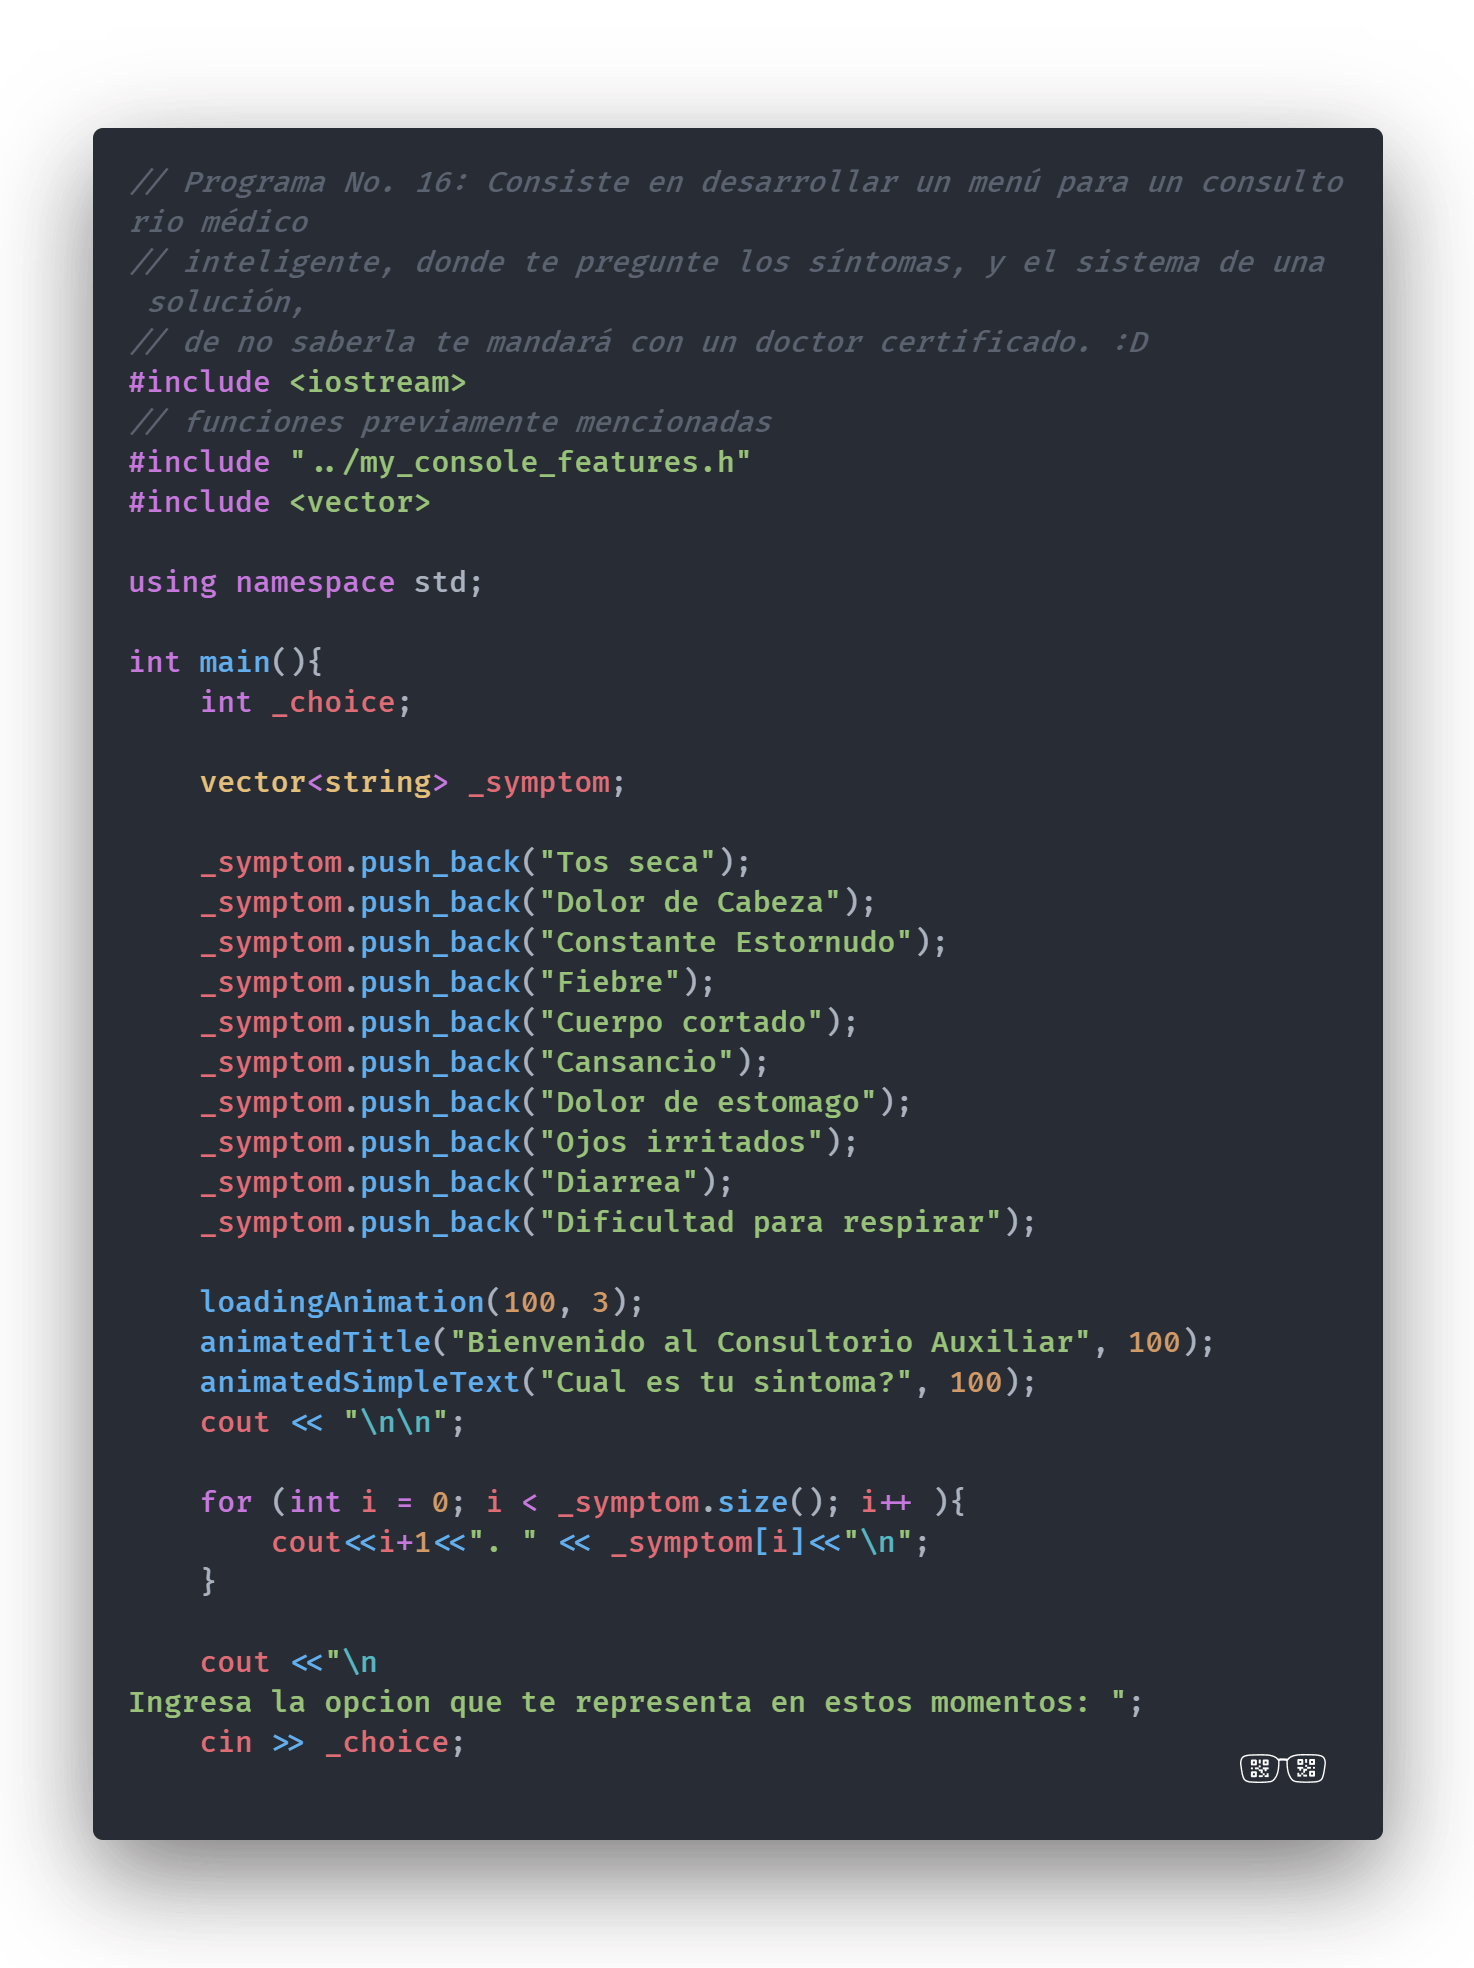 // Programa No. 16: Consiste en desarrollar un menú para un consulto
rio médico
// inteligente, donde te pregunte los síntomas, y el sistema de una
 solución,
// de no saberla te mandará con un doctor certificado. :D
#include <iostream>
// funciones previamente mencionadas
#include "../my_console_features.h"
#include <vector>

using namespace std;

int main(){
    int _choice;

    vector<string> _symptom;

    _symptom.push_back("Tos seca");
    _symptom.push_back("Dolor de Cabeza");
    _symptom.push_back("Constante Estornudo");
    _symptom.push_back("Fiebre");
    _symptom.push_back("Cuerpo cortado");
    _symptom.push_back("Cansancio");
    _symptom.push_back("Dolor de estomago");
    _symptom.push_back("Ojos irritados");
    _symptom.push_back("Diarrea");
    _symptom.push_back("Dificultad para respirar");

    loadingAnimation(100, 3);
    animatedTitle("Bienvenido al Consultorio Auxiliar", 100);
    animatedSimpleText("Cual es tu sintoma?", 100);
    cout << "\n\n";

    for (int i = 0; i < _symptom.size(); i++ ){
        cout<<i+1<<". " << _symptom[i]<<"\n";
    }

    cout <<"\n
Ingresa la opcion que te representa en estos momentos: ";
    cin >> _choice;